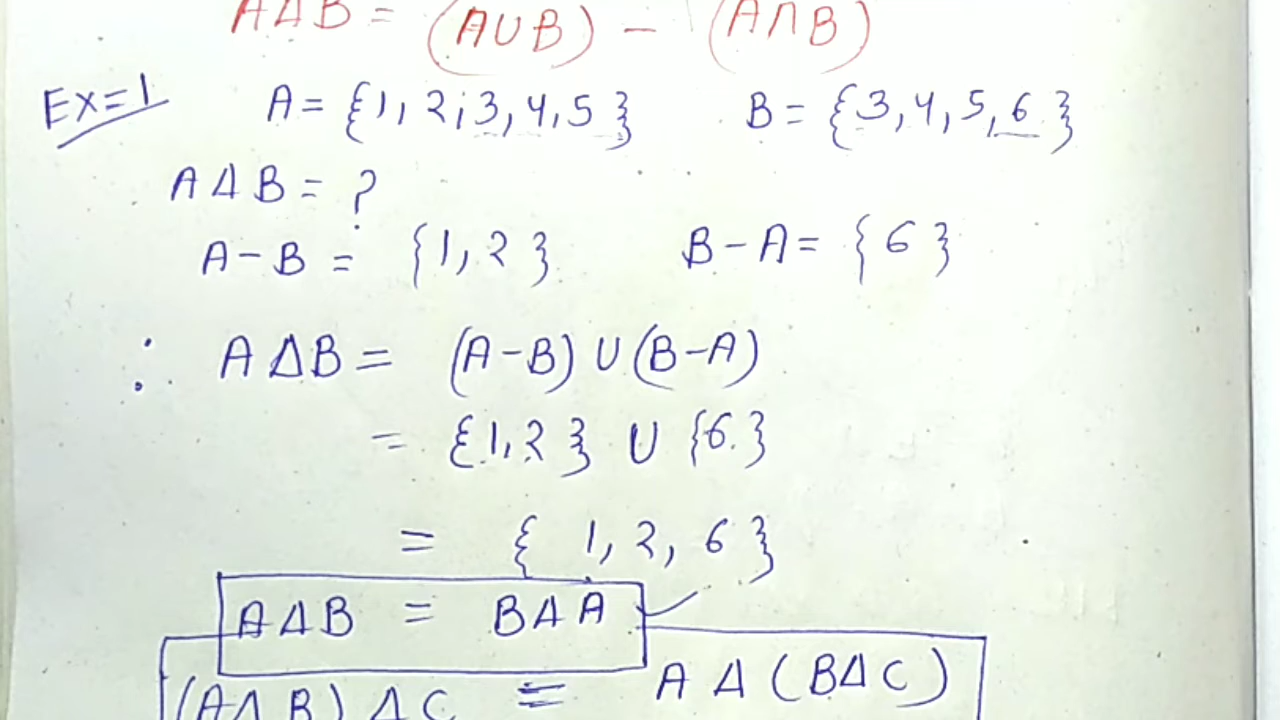 AΔB = (A∪B) - (A∩B)
Ex=1 A = {1, 2, 3, 4, 5} B = {3, 4, 5, 6}
AΔB = ?
A-B = {1, 2} B-A = {6}
∴ AΔB = (A-B) ∪ (B-A)
= {1, 2} ∪ {6}
= {1, 2, 6}
AΔB = BΔA
(AΔB)ΔC = AΔ(BΔC)